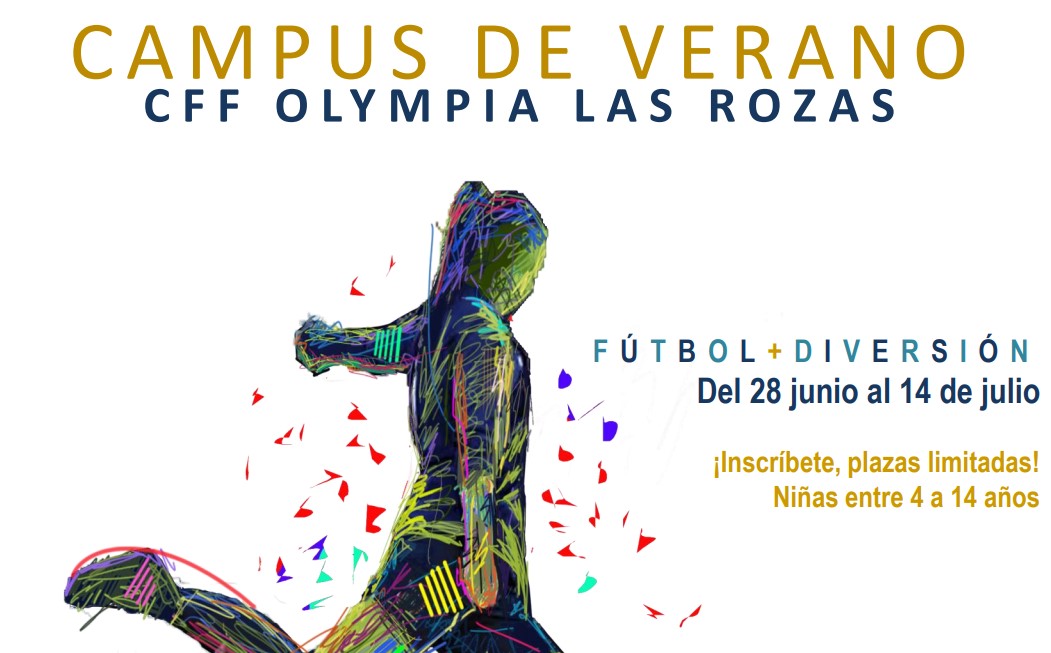 CAMPUS DE VERANO
CFF OLYMPIA LAS ROZAS
FÚTBOL+DIVERSIÓN
Del 28 junio al 14 de julio
¡Inscríbete, plazas limitadas!
Niñas entre 4 a 14 años